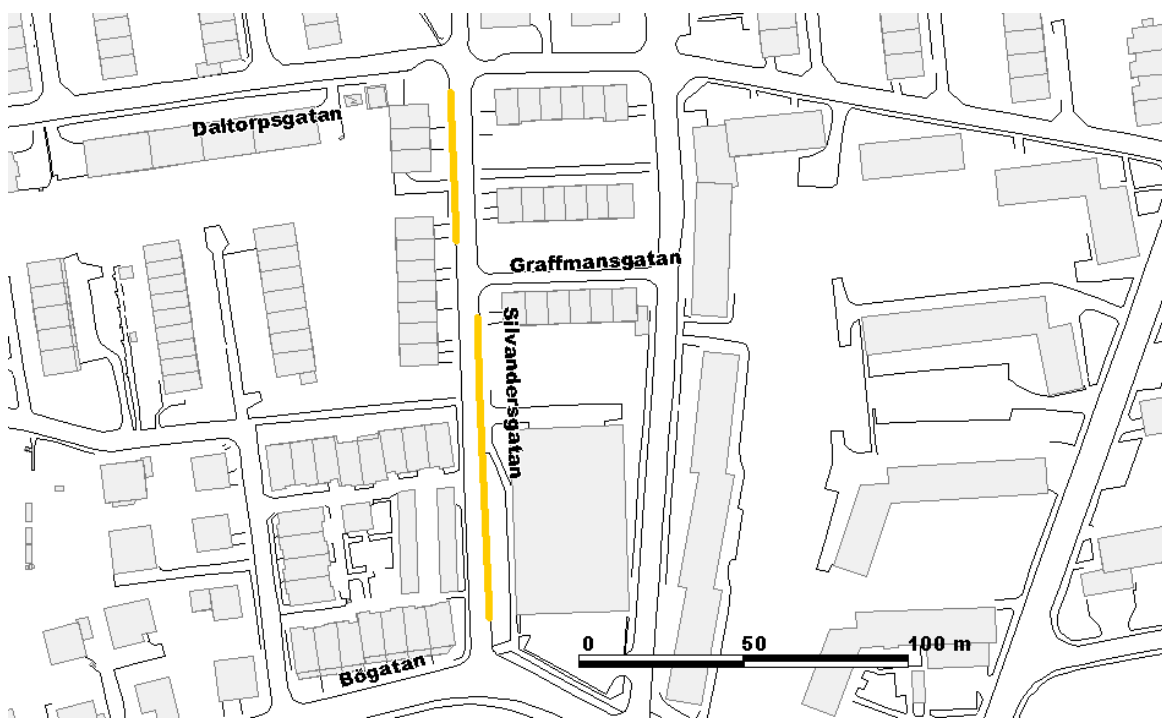 Daltorpsgatan
Graffmansgatan
Silvandersgatan
0 50 100 m
Bögatan